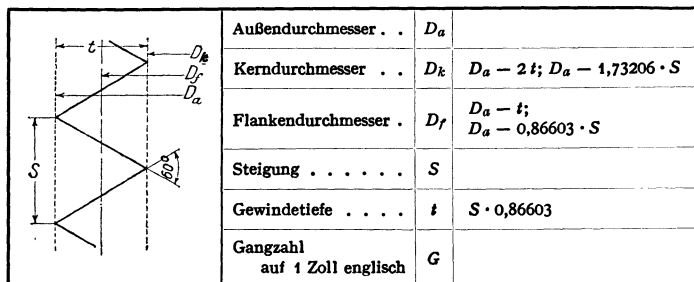 t
Dk
Df
Da
S
60°
Außendurchmesser . . Da
Kerndurchmesser . Dk Da − 2 t; Da − 1,73206 · S
Flankendurchmesser . Df Da − t;
Da − 0,86603 · S
Steigung . . . . . . S
Gewindetiefe . . . . t S · 0,86603
Gangzahl
auf 1 Zoll englisch G